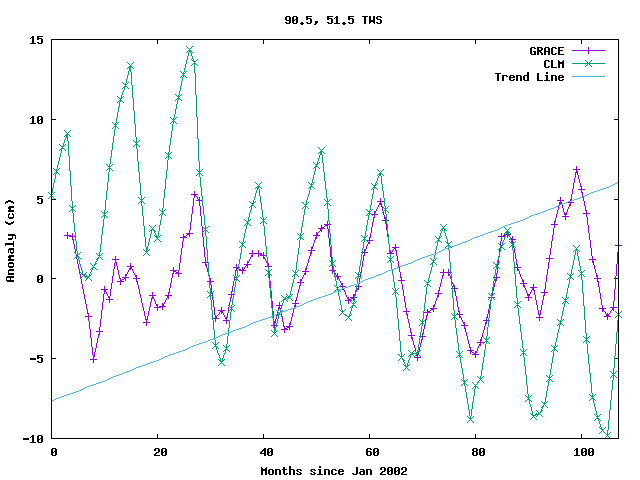 90.5, 51.5 TWS
GRACE
CLM
Trend Line
15
10
5
0
-5
-10
Anomaly (cm)
0 20 40 60 80 100
Months since Jan 2002